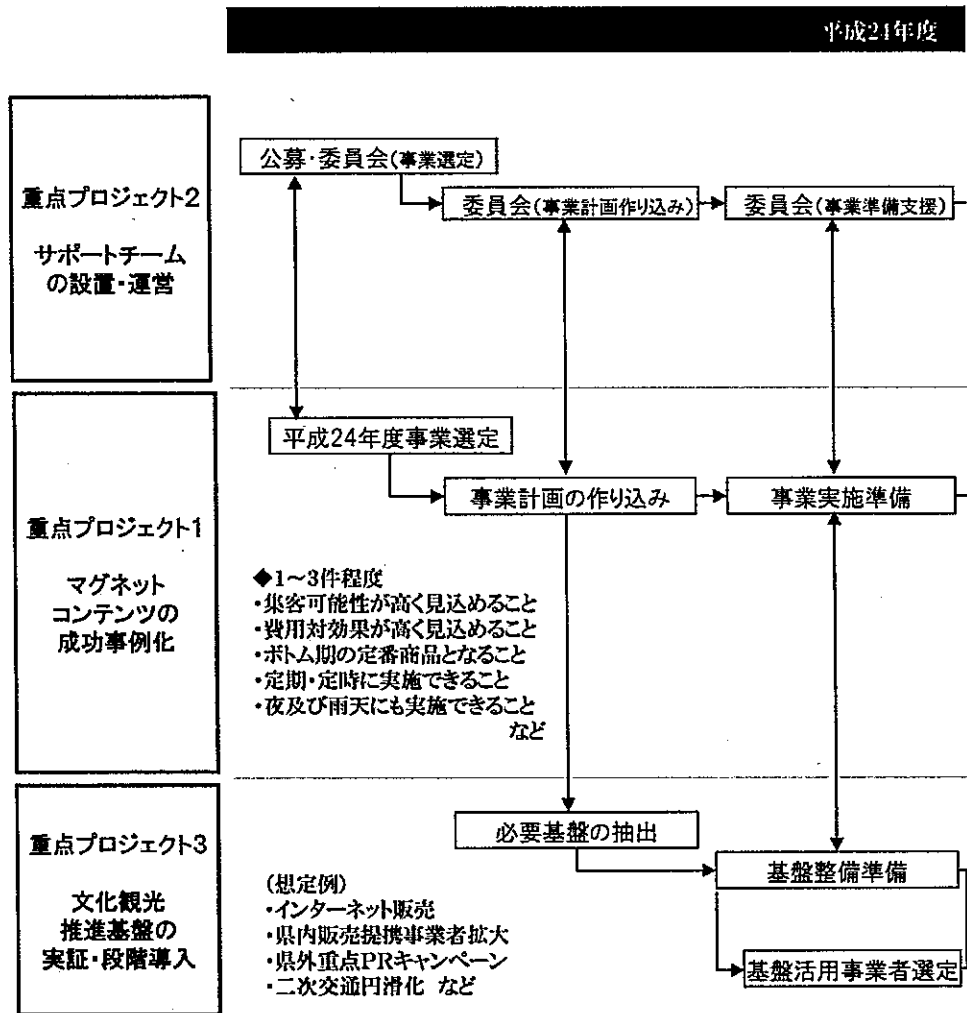 平成24年度
重点プロジェクト2
サポートチーム
の設置・運営
公募・委員会(事業選定)
委員会(事業計画作り込み)
委員会(事業準備支援)
重点プロジェクト1
マグネット
コンテンツの
成功事例化
平成24年度事業選定
事業計画の作り込み
事業実施準備
◆1～3件程度
・集客可能性が高く見込めること
・費用対効果が高く見込めること
・ボトム期の定番商品となること
・定期・定時に実施できること
・夜及び雨天にも実施できること
など
重点プロジェクト3
文化観光
推進基盤の
実証・段階導入
必要基盤の抽出
基盤整備準備
基盤活用事業者選定
(想定例)
・インターネット販売
・県内販売提携事業者拡大
・県外重点PRキャンペーン
・二次交通円滑化 など